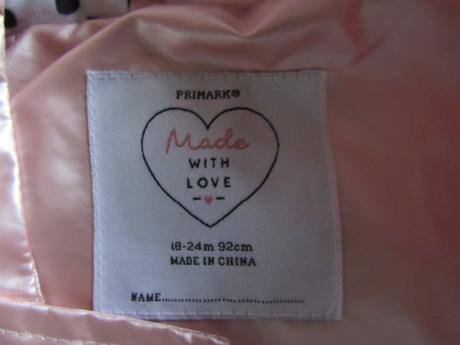 PRIMARK®
Made
WITH
LOVE
18-24m 92cm
MADE IN CHINA
NAME................................